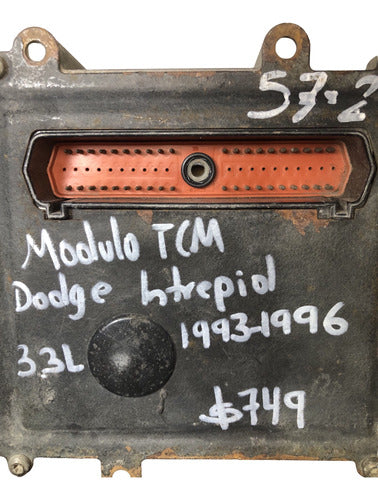 57-2
Modulo TCM
Dodge Intrepid
1993-1996
3.3L
$749